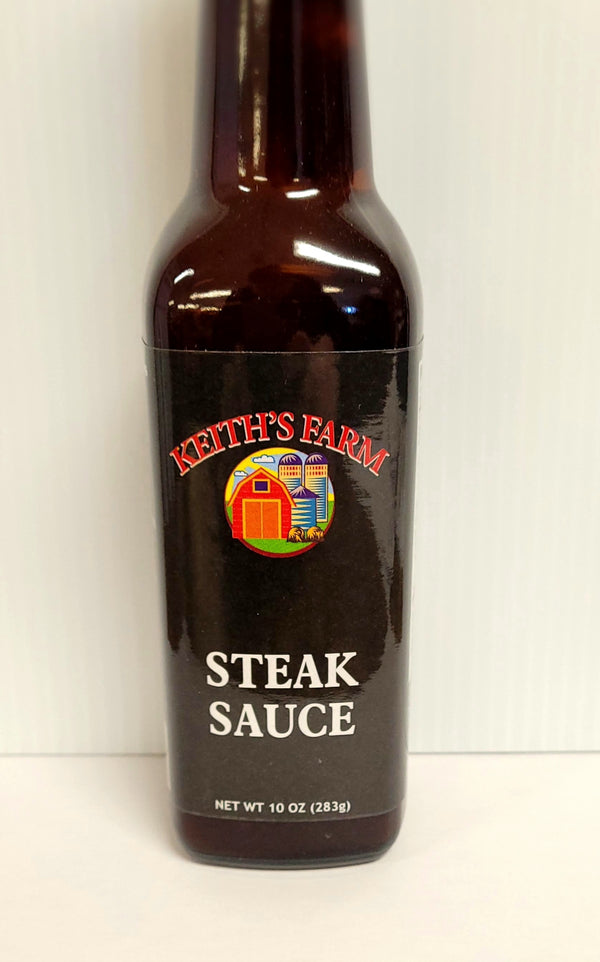 KEITH'S FARM
STEAK
SAUCE
NET WT 10 OZ (283g)